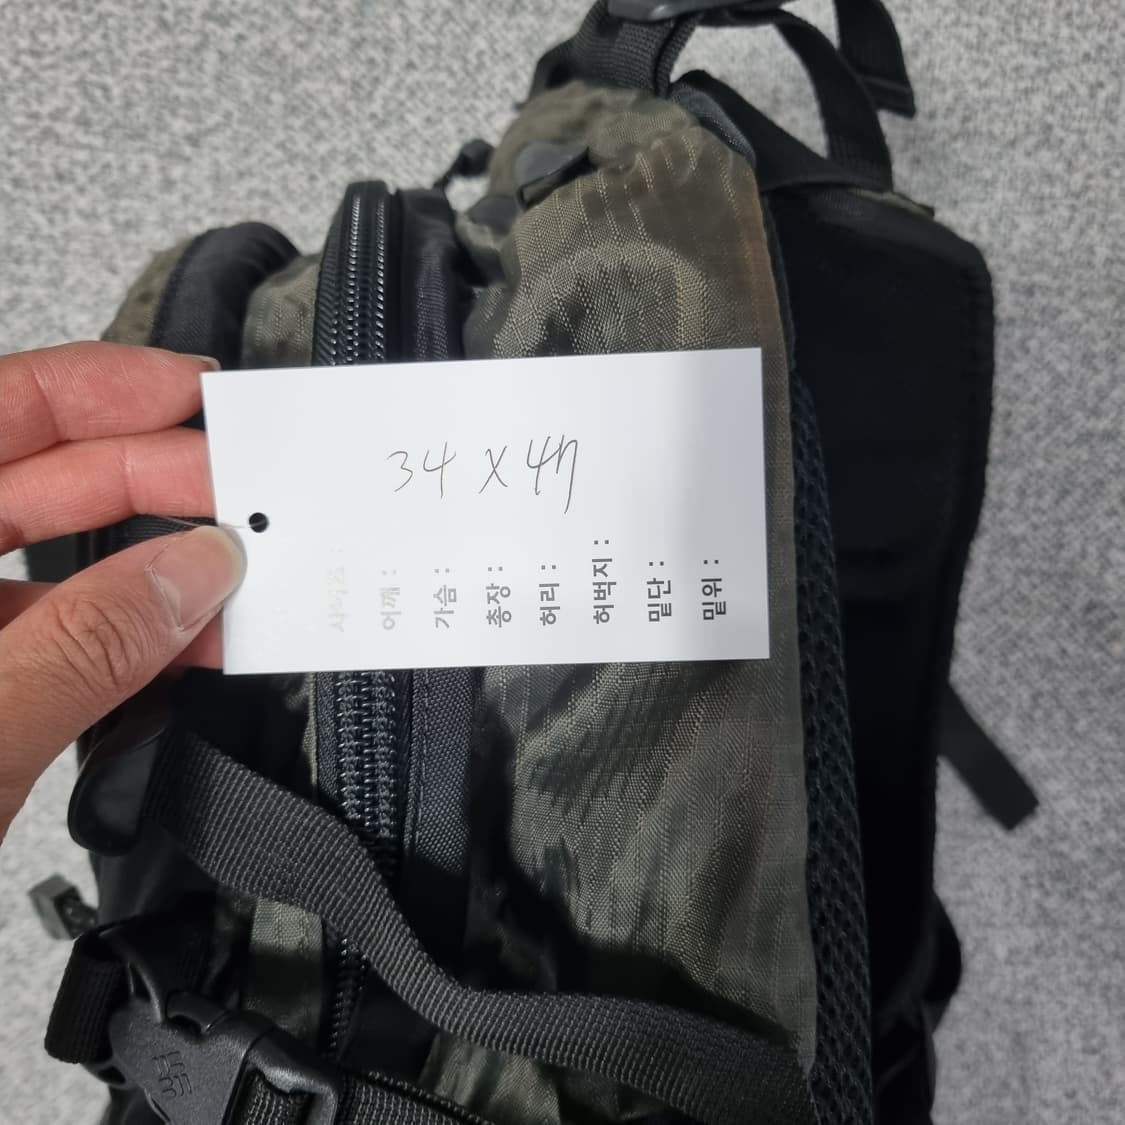 34 X 47
사이즈 :
어깨 :
가슴 :
총장 :
허리 :
허벅지 :
밑단 :
밑위 :